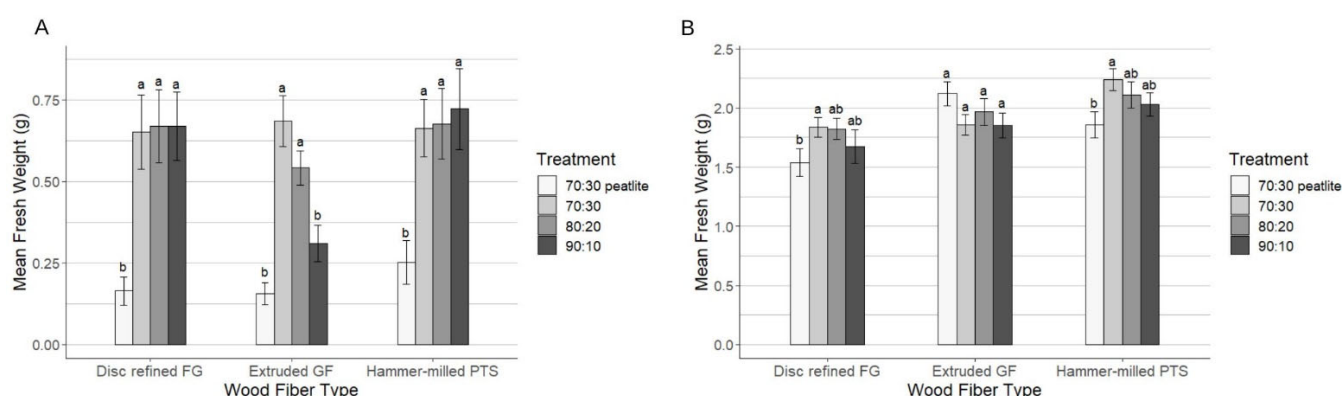 A
Mean Fresh Weight (g)
0.75
0.50
0.25
0.00
b a a a
b a a b
b a a a
Disc refined FG Extruded GF Hammer-milled PTS
Wood Fiber Type
Treatment
70:30 peatlite
70:30
80:20
90:10
B
Mean Fresh Weight (g)
2.5
2.0
1.5
1.0
0.5
0.0
b a ab ab
a a a a
b a ab ab
Disc refined FG Extruded GF Hammer-milled PTS
Wood Fiber Type
Treatment
70:30 peatlite
70:30
80:20
90:10